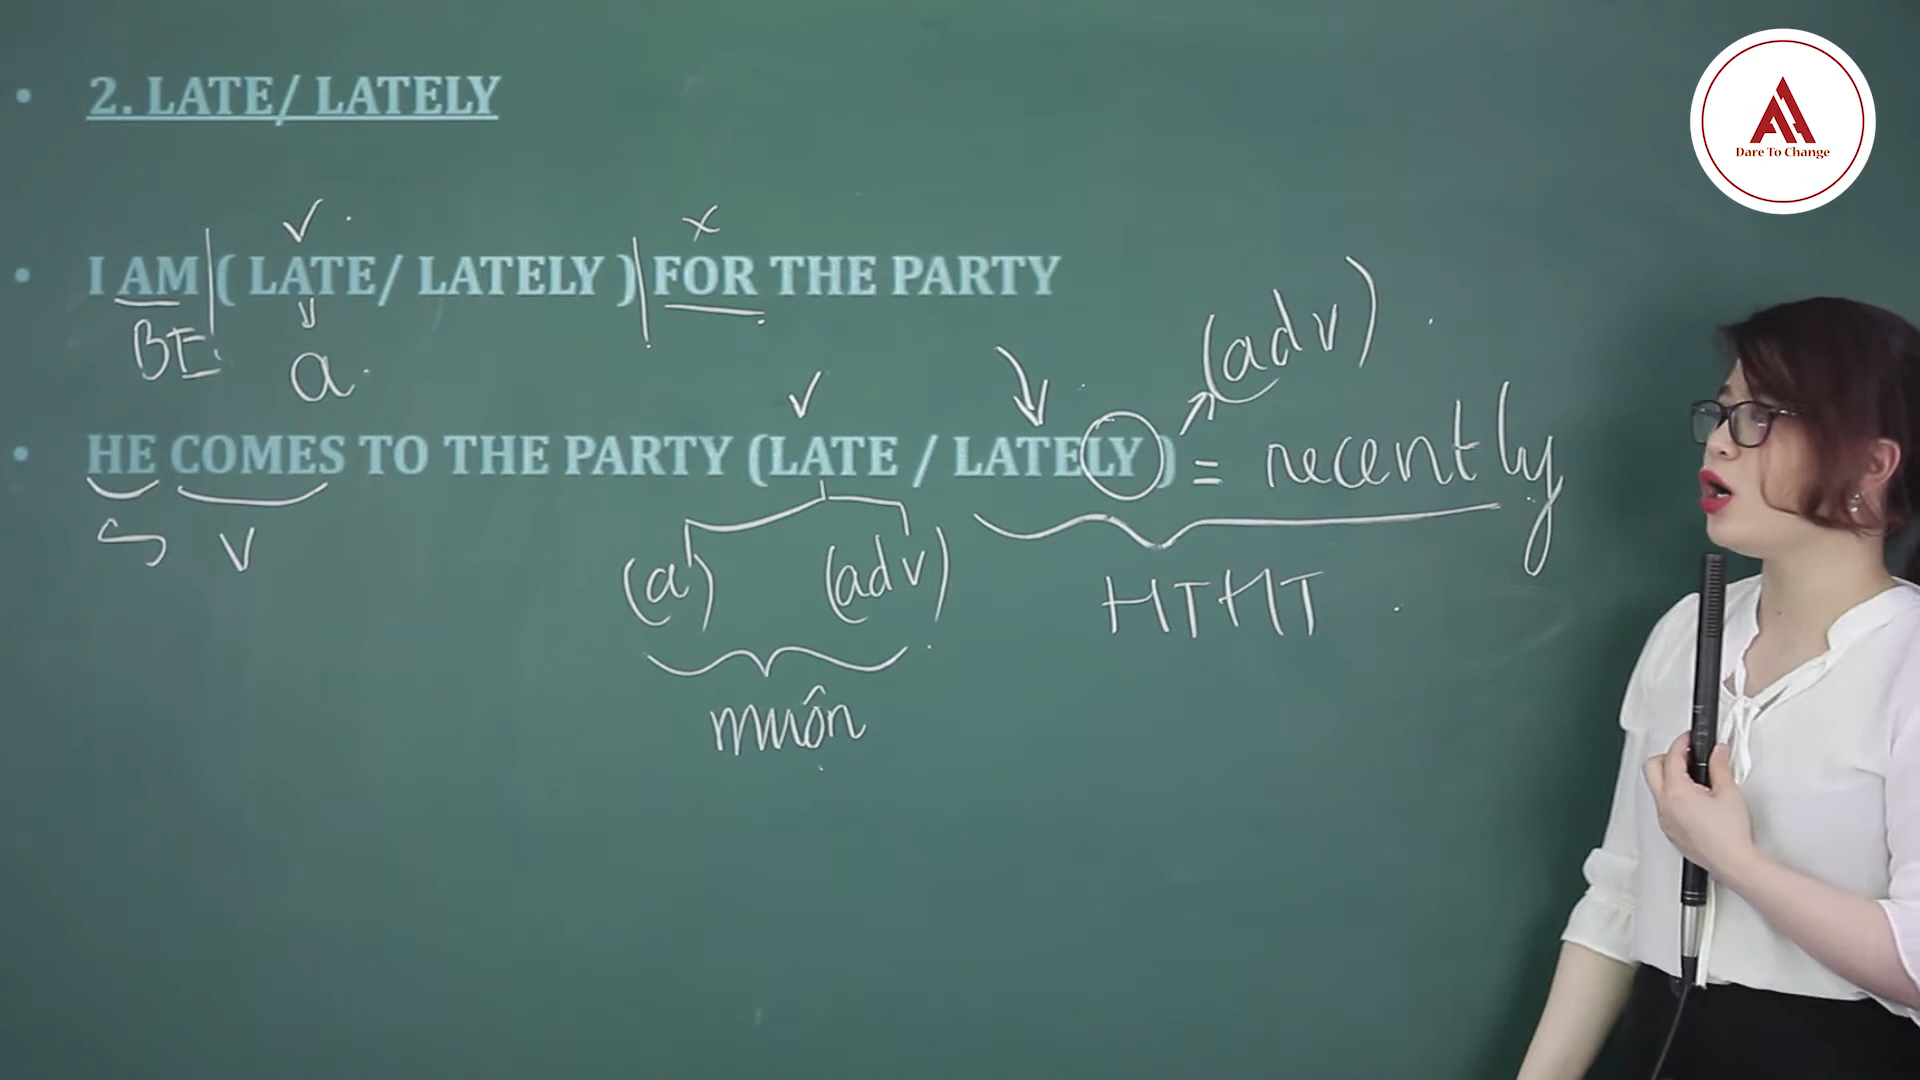 • 2. LATE/ LATELY
Dare To Change
✓ x
• I AM ( LATE/ LATELY ) FOR THE PARTY
BE a
(adv)
✓
• HE COMES TO THE PARTY (LATE / LATELY ) = recently
S V
(a) (adv) HTHT
muộn